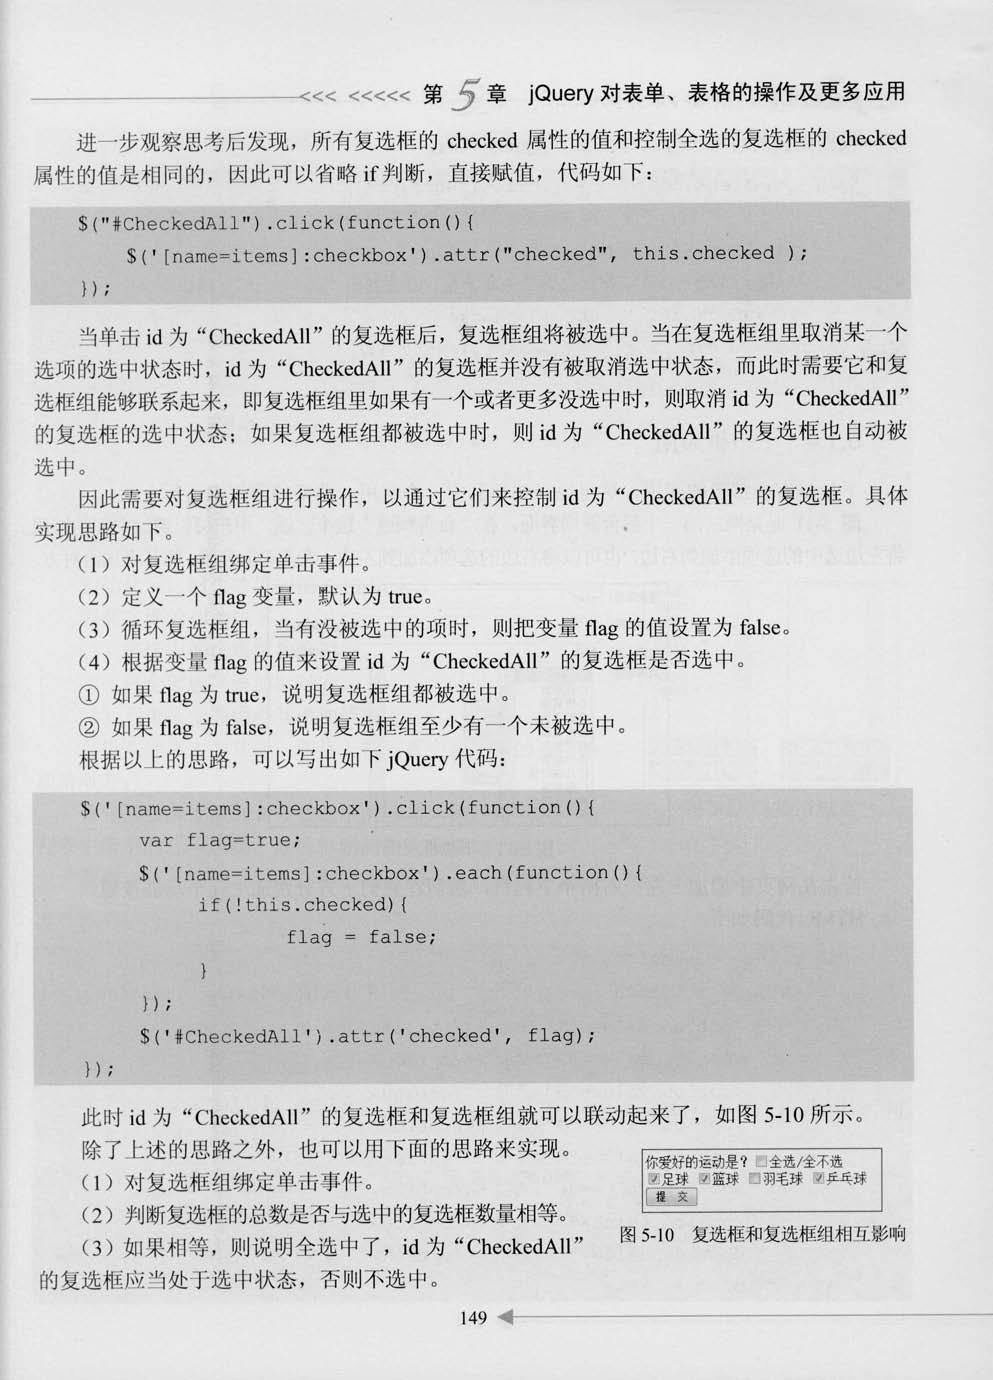 <<< <<<<< 第5章 jQuery 对表单、表格的操作及更多应用
进一步观察思考后发现，所有复选框的 checked 属性的值和控制全选的复选框的 checked
属性的值是相同的，因此可以省略 if 判断，直接赋值，代码如下：
$("#CheckedAll").click(function(){
$('[name=items]:checkbox').attr("checked", this.checked );
});
当单击 id 为“CheckedAll”的复选框后，复选框组将被选中。当在复选框组里取消某一个
选项的选中状态时，id 为“CheckedAll”的复选框并没有被取消选中状态，而此时需要它和复
选框组能够联系起来，即复选框组里如果有一个或者更多没选中时，则取消 id 为“CheckedAll”
的复选框的选中状态；如果复选框组都被选中时，则 id 为“CheckedAll”的复选框也自动被
选中。
因此需要对复选框组进行操作，以通过它们来控制 id 为“CheckedAll”的复选框。具体
实现思路如下。
（1）对复选框组绑定单击事件。
（2）定义一个 flag 变量，默认为 true。
（3）循环复选框组，当有没被选中的项时，则把变量 flag 的值设置为 false。
（4）根据变量 flag 的值来设置 id 为“CheckedAll”的复选框是否选中。
① 如果 flag 为 true，说明复选框组都被选中。
② 如果 flag 为 false，说明复选框组至少有一个未被选中。
根据以上的思路，可以写出如下 jQuery 代码：
$('[name=items]:checkbox').click(function(){
var flag=true;
$('[name=items]:checkbox').each(function(){
if(!this.checked){
flag = false;
}
});
$('#CheckedAll').attr('checked', flag);
});
此时 id 为“CheckedAll”的复选框和复选框组就可以联动起来了，如图 5-10 所示。
除了上述的思路之外，也可以用下面的思路来实现。
（1）对复选框组绑定单击事件。
（2）判断复选框的总数是否与选中的复选框数量相等。
（3）如果相等，则说明全选中了，id 为“CheckedAll”
的复选框应当处于选中状态，否则不选中。
你爱好的运动是？ 全选/全不选
足球 篮球 羽毛球 乒乓球
提 交
图 5-10 复选框和复选框组相互影响
149